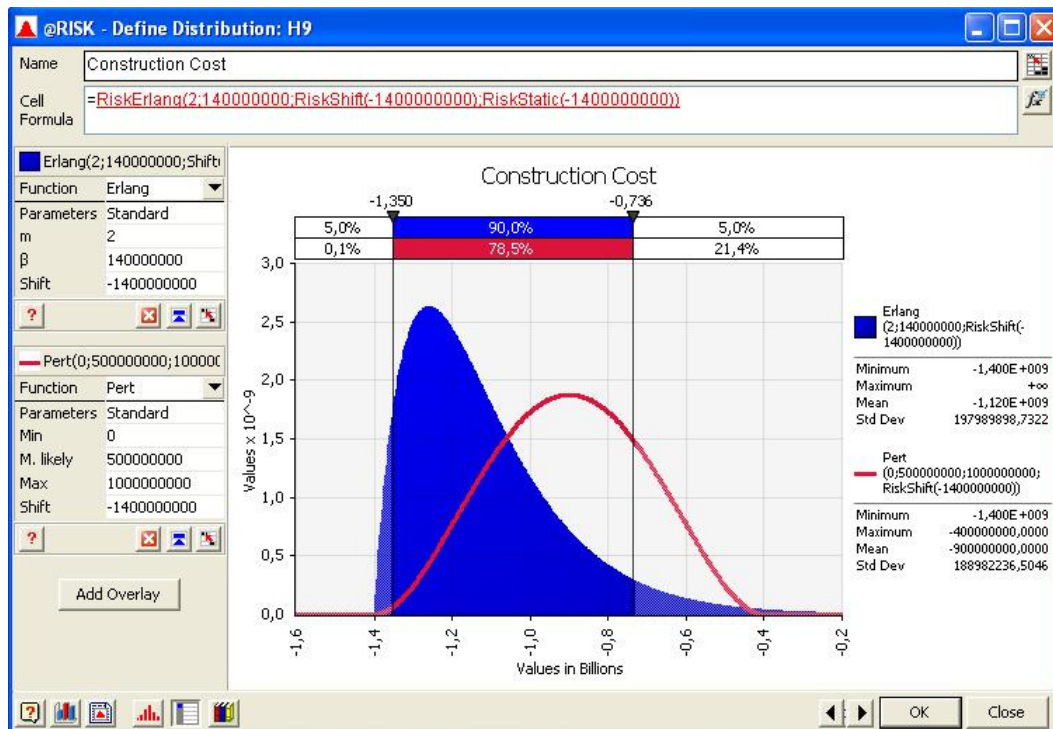 @RISK - Define Distribution: H9
Name
Construction Cost
Cell
Formula
=RiskErlang(2;140000000;RiskShift(-1400000000);RiskStatic(-1400000000))
Erlang(2;140000000;Shift
Function Erlang
Parameters Standard
m 2
β 140000000
Shift -1400000000
?
Pert(0;500000000;100000
Function Pert
Parameters Standard
Min 0
M. likely 500000000
Max 1000000000
Shift -1400000000
?
Add Overlay
Construction Cost
-1,350 -0,736
5,0% 90,0% 5,0%
0,1% 78,5% 21,4%
3,0
2,5
2,0
1,5
1,0
0,5
0,0
Values x 10^-9
-1,6 -1,4 -1,2 -1,0 -0,8 -0,6 -0,4 -0,2
Values in Billions
Erlang
(2;140000000;RiskShift(-
1400000000))
Minimum -1,400E+009
Maximum +∞
Mean -1,120E+009
Std Dev 197989898,7322
Pert
(0;500000000;1000000000;
RiskShift(-1400000000))
Minimum -1,400E+009
Maximum -400000000,0000
Mean -900000000,0000
Std Dev 188982236,5046
?
OK Close